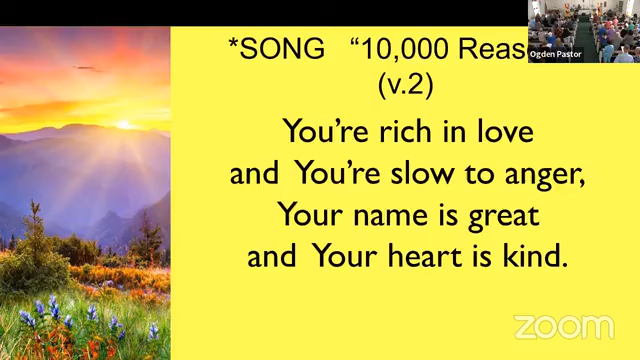 *SONG “10,000 Reas
(v.2)
You’re rich in love
and You’re slow to anger,
Your name is great
and Your heart is kind.
Ogden Pastor
zoom